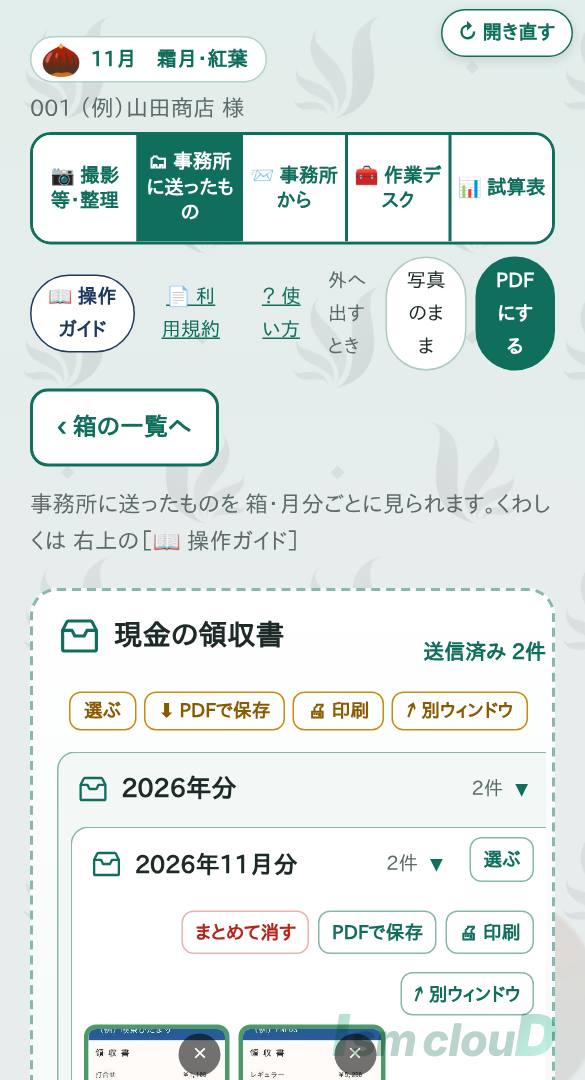 ↻ 開き直す
11月 霜月･紅葉
001 (例)山田商店 様
📷 撮影
等･整理
🗂 事務所
に送ったも
の
📨 事務所
から
🧰 作業デ
スク
📊 試算表
📖 操作
ガイド
📄 利
用規約
? 使
い方
外へ
出す
とき
写真
のま
ま
PDF
にす
る
‹ 箱の一覧へ
事務所に送ったものを 箱･月分ごとに見られます。くわし
くは 右上の[📖 操作ガイド]
現金の領収書
送信済み 2件
選ぶ
⬇ PDFで保存
🖨 印刷
↗ 別ウィンドウ
2026年分
2件 ▼
2026年11月分
2件 ▼
選ぶ
まとめて消す
PDFで保存
🖨 印刷
↗ 別ウィンドウ
領 収 書
✕
打合せ
領 収 書
✕
レギュラー
Ism clouD